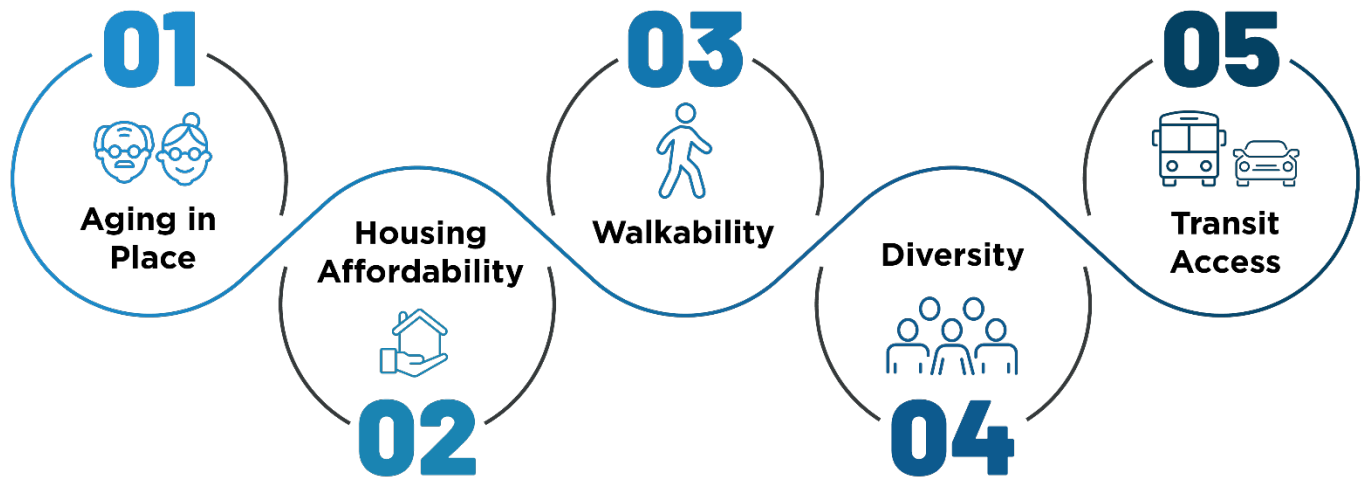 01
Aging in
Place
Housing
Affordability
02
03
Walkability
Diversity
04
05
Transit
Access